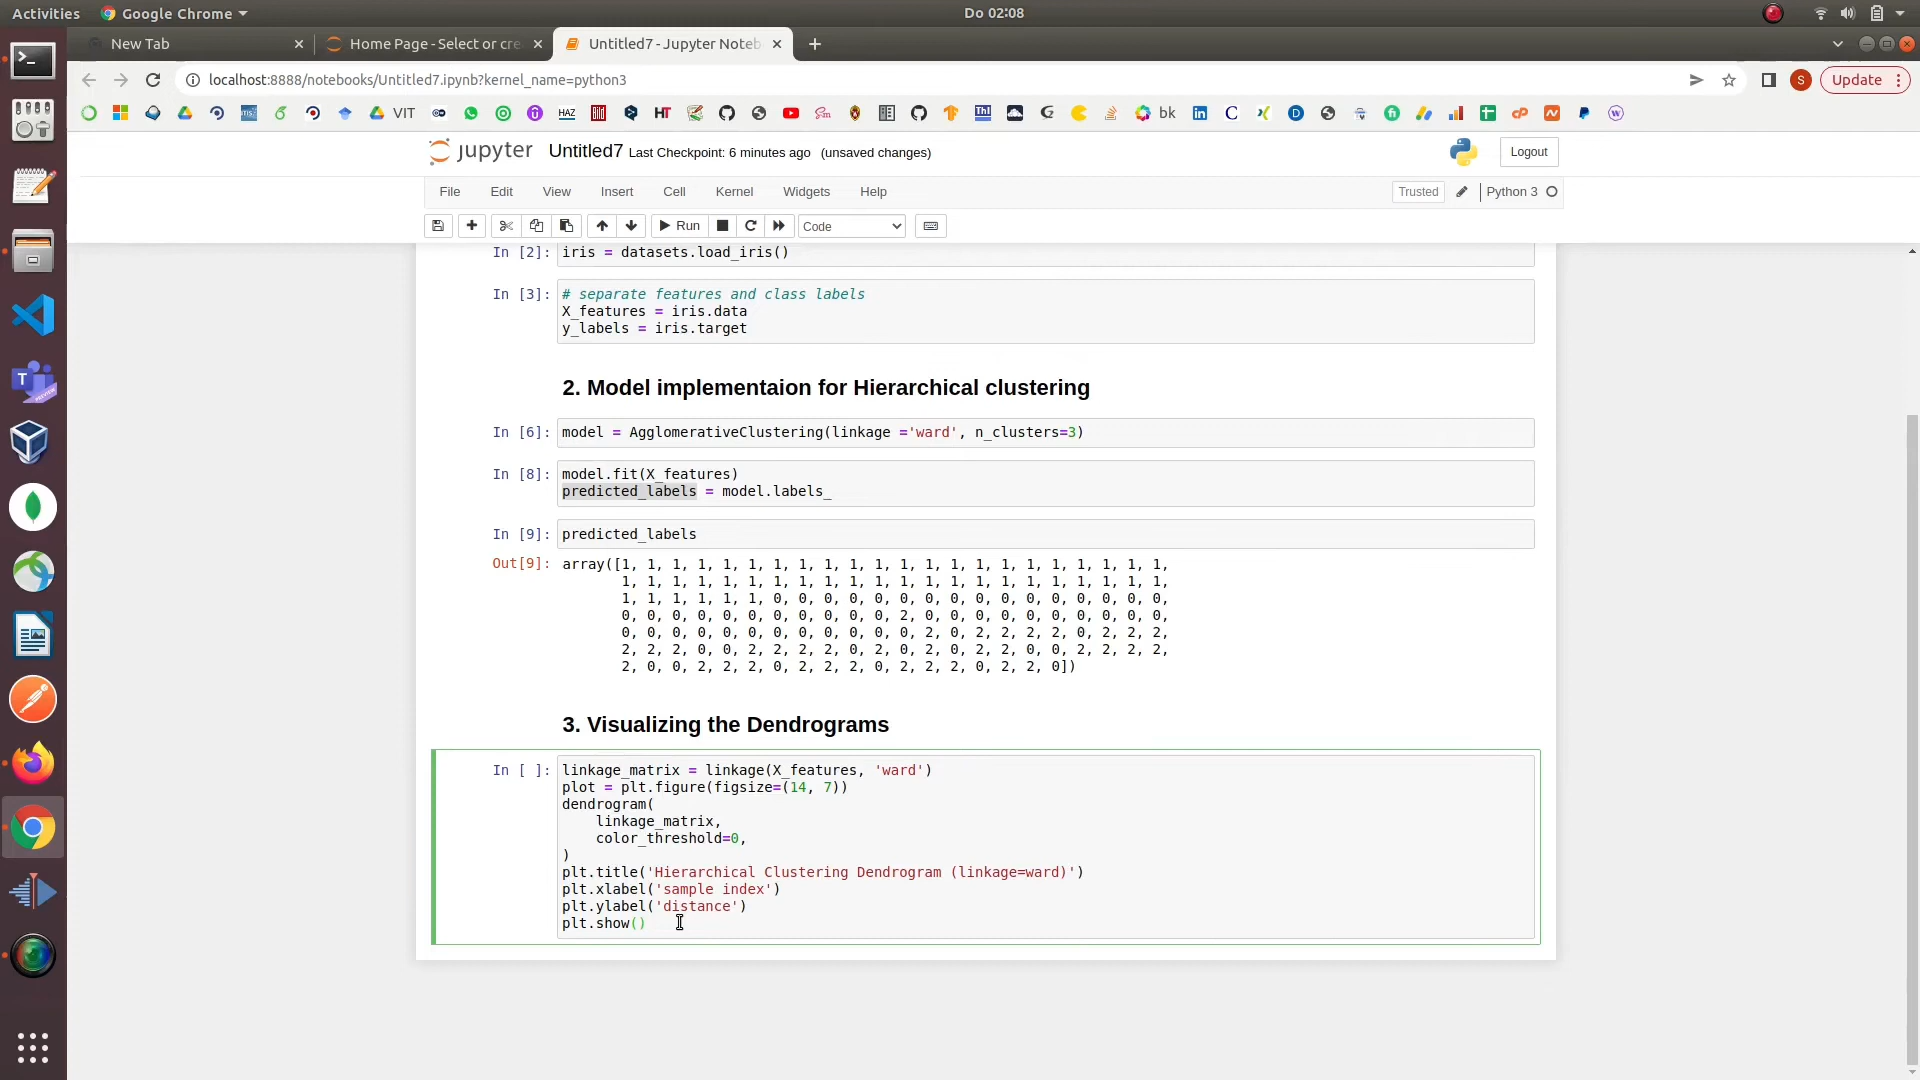 Activities
Google Chrome
Do 02:08
New Tab
Home Page - Select or cre
Untitled7 - Jupyter Noteb
localhost:8888/notebooks/Untitled7.ipynb?kernel_name=python3
S
Update
VIT
HAZ
HT
ThI
bk
jupyter
Untitled7
Last Checkpoint: 6 minutes ago
(unsaved changes)
Logout
File
Edit
View
Insert
Cell
Kernel
Widgets
Help
Trusted
Python 3
Run
Code
In [2]: iris = datasets.load_iris()
In [3]: # separate features and class labels
X_features = iris.data
y_labels = iris.target
2. Model implementaion for Hierarchical clustering
In [6]: model = AgglomerativeClustering(linkage ='ward', n_clusters=3)
In [8]: model.fit(X_features)
predicted_labels = model.labels_
In [9]: predicted_labels
Out[9]: array([1, 1, 1, 1, 1, 1, 1, 1, 1, 1, 1, 1, 1, 1, 1, 1, 1, 1, 1, 1, 1, 1,
1, 1, 1, 1, 1, 1, 1, 1, 1, 1, 1, 1, 1, 1, 1, 1, 1, 1, 1, 1, 1, 1,
1, 1, 1, 1, 1, 1, 0, 0, 0, 0, 0, 0, 0, 0, 0, 0, 0, 0, 0, 0, 0, 0,
0, 0, 0, 0, 0, 0, 0, 0, 0, 0, 0, 2, 0, 0, 0, 0, 0, 0, 0, 0, 0, 0,
0, 0, 0, 0, 0, 0, 0, 0, 0, 0, 0, 0, 2, 0, 2, 2, 2, 2, 0, 2, 2, 2,
2, 2, 2, 0, 0, 2, 2, 2, 2, 0, 2, 0, 2, 0, 2, 2, 0, 0, 2, 2, 2, 2,
2, 0, 0, 2, 2, 2, 0, 2, 2, 2, 0, 2, 2, 2, 0, 2, 2, 0])
3. Visualizing the Dendrograms
In [ ]: linkage_matrix = linkage(X_features, 'ward')
plot = plt.figure(figsize=(14, 7))
dendrogram(
linkage_matrix,
color_threshold=0,
)
plt.title('Hierarchical Clustering Dendrogram (linkage=ward)')
plt.xlabel('sample index')
plt.ylabel('distance')
plt.show()